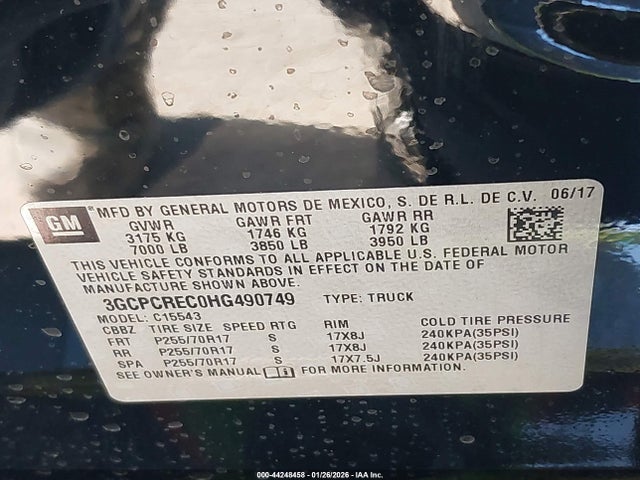 GM ® MFD BY GENERAL MOTORS DE MEXICO, S. DE R.L. DE C.V. 06/17
GVWR GAWR FRT GAWR RR
3175 KG 1746 KG 1792 KG
7000 LB 3850 LB 3950 LB
THIS VEHICLE CONFORMS TO ALL APPLICABLE U.S. FEDERAL MOTOR
VEHICLE SAFETY STANDARDS IN EFFECT ON THE DATE OF
MANUFACTURE SHOWN ABOVE.
3GCPCREC0HG490749 TYPE: TRUCK
MODEL: C15543
CBBZ TIRE SIZE SPEED RTG RIM COLD TIRE PRESSURE
FRT P255/70R17 S 17X8J 240KPA(35PSI)
RR P255/70R17 S 17X8J 240KPA(35PSI)
SPA P255/70R17 S 17X7.5J 240KPA(35PSI)
SEE OWNER'S MANUAL FOR MORE INFORMATION.
000-44248458 - 01/26/2026 - IAA Inc.